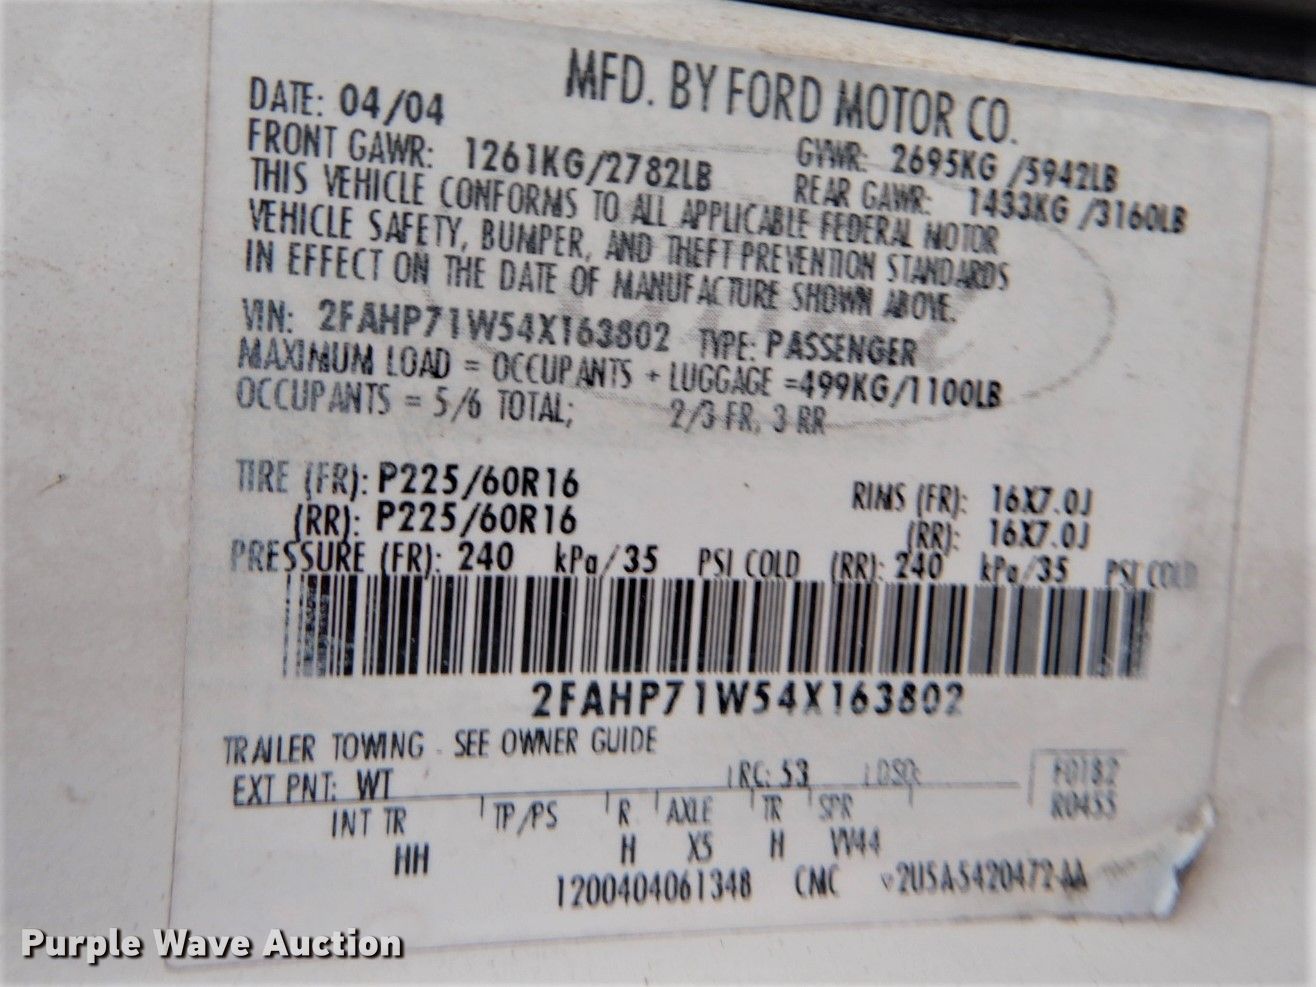 MFD. BY FORD MOTOR CO.
DATE: 04/04
GVWR: 2695KG /5942LB
FRONT GAWR: 1261KG/2782LB
REAR GAWR: 1433KG /3160LB
THIS VEHICLE CONFORMS TO ALL APPLICABLE FEDERAL MOTOR
VEHICLE SAFETY, BUMPER, AND THEFT PREVENTION STANDARDS
IN EFFECT ON THE DATE OF MANUFACTURE SHOWN ABOVE.
VIN: 2FAHP71W54X163802 TYPE: PASSENGER
MAXIMUM LOAD = OCCUPANTS + LUGGAGE =499KG/1100LB
OCCUPANTS = 5/6 TOTAL; 2/3 FR, 3 RR
TIRE (FR): P225/60R16 RIMS (FR): 16X7.0J
(RR): P225/60R16 (RR): 16X7.0J
PRESSURE (FR): 240 kPa/35 PSI COLD (RR): 240 kPa/35 PSI COLD
2FAHP71W54X163802
TRAILER TOWING - SEE OWNER GUIDE
EXT PNT: WT RC: 53 DSO: F0182
R0455
INT TR TP/PS R AXLE TR SPR
HH H X5 H VV44
1200404061348 CMC 2U5A-5420472-AA
Purple Wave Auction